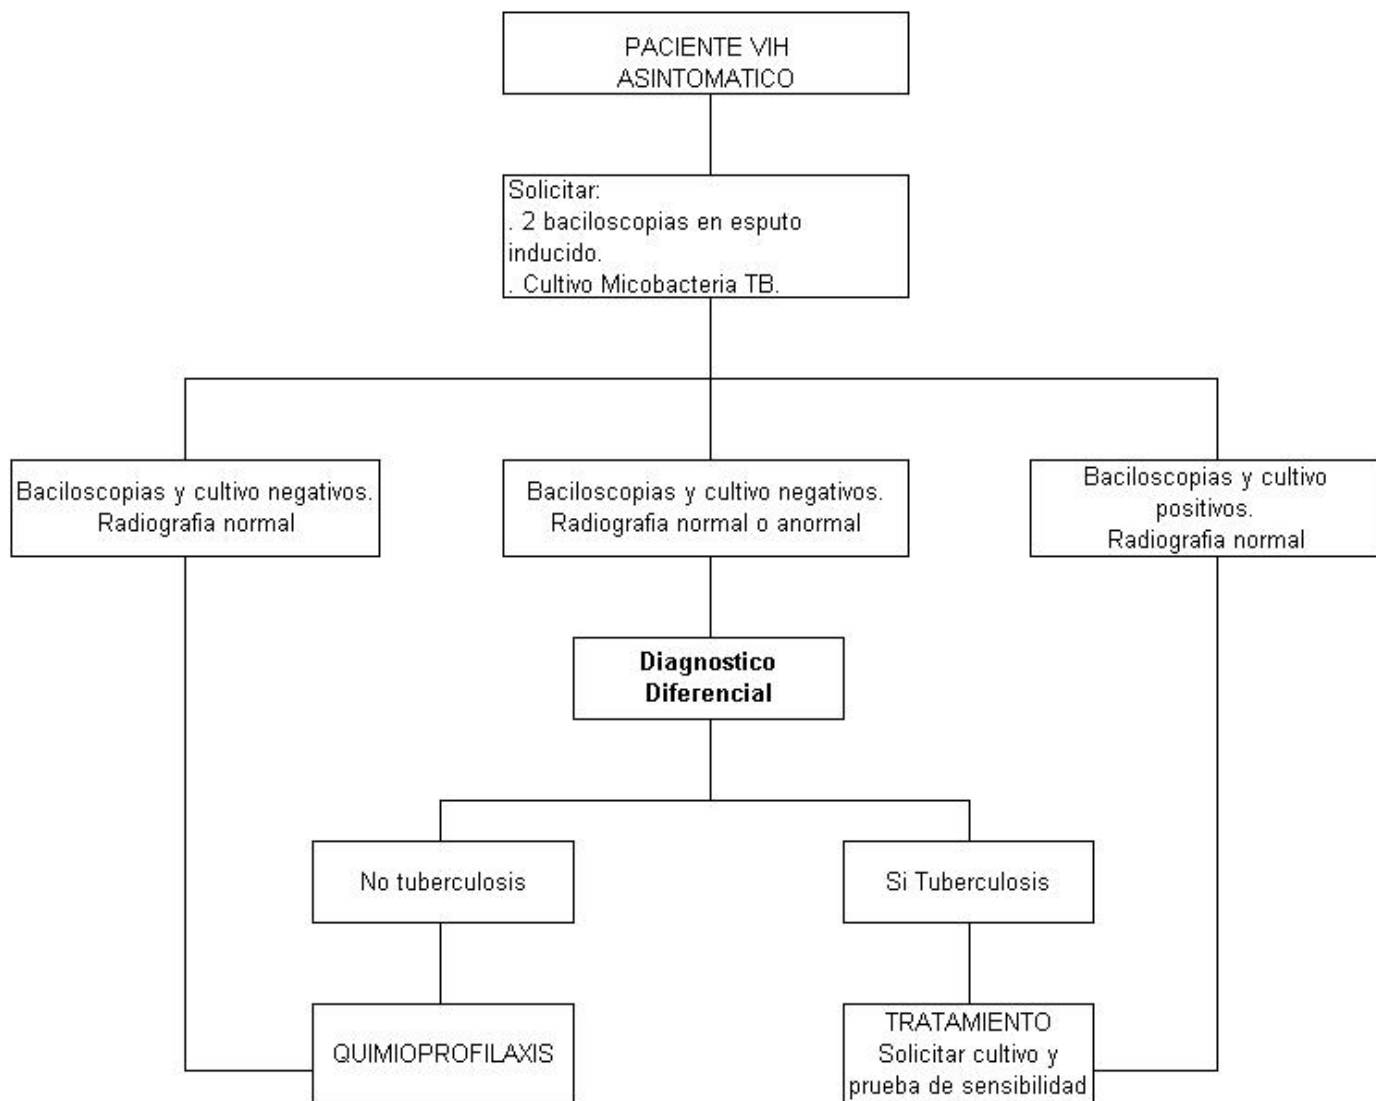 PACIENTE VIH
ASINTOMATICO
Solicitar:
. 2 baciloscopias en esputo
inducido.
. Cultivo Micobacteria TB.
Baciloscopias y cultivo negativos.
Radiografia normal
Baciloscopias y cultivo negativos.
Radiografia normal o anormal
Baciloscopias y cultivo
positivos.
Radiografia normal
Diagnostico
Diferencial
No tuberculosis
Si Tuberculosis
QUIMIOPROFILAXIS
TRATAMIENTO
Solicitar cultivo y
prueba de sensibilidad